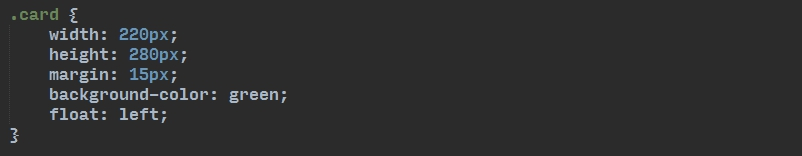 .card {
    width: 220px;
    height: 280px;
    margin: 15px;
    background-color: green;
    float: left;
}